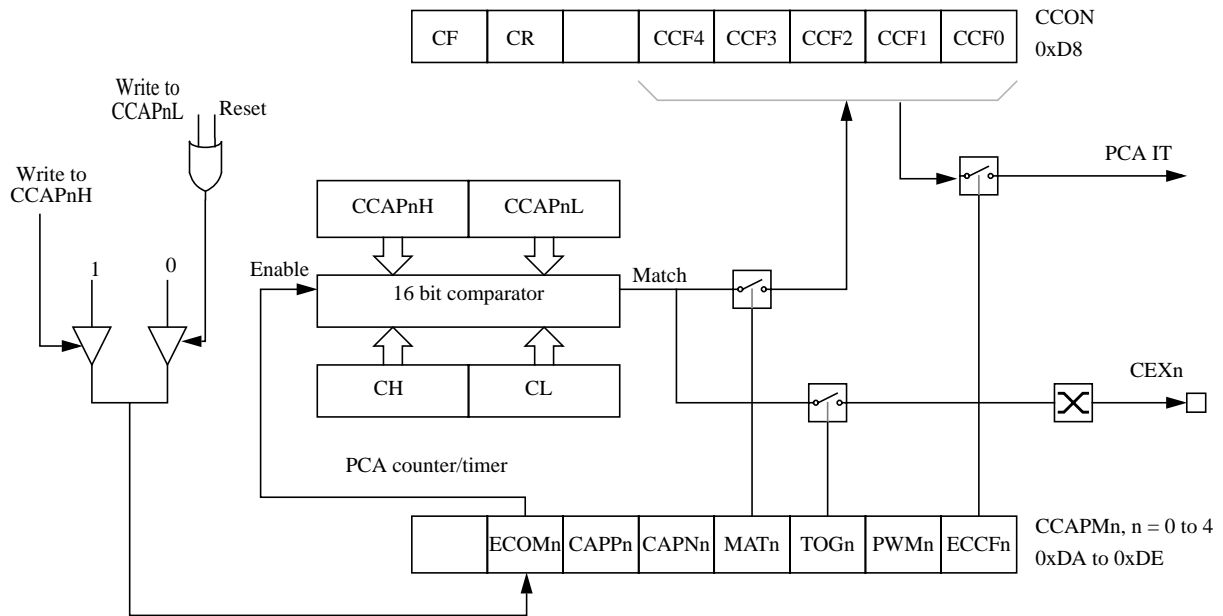 CF CR CCF4 CCF3 CCF2 CCF1 CCF0
CCON
0xD8
Write to
CCAPnL
Reset
Write to
CCAPnH
PCA IT
CCAPnH CCAPnL
1 0
Enable
16 bit comparator
Match
CH CL
CEXn
PCA counter/timer
ECOMn CAPPn CAPNn MATn TOGn PWMn ECCFn
CCAPMn, n = 0 to 4
0xDA to 0xDE